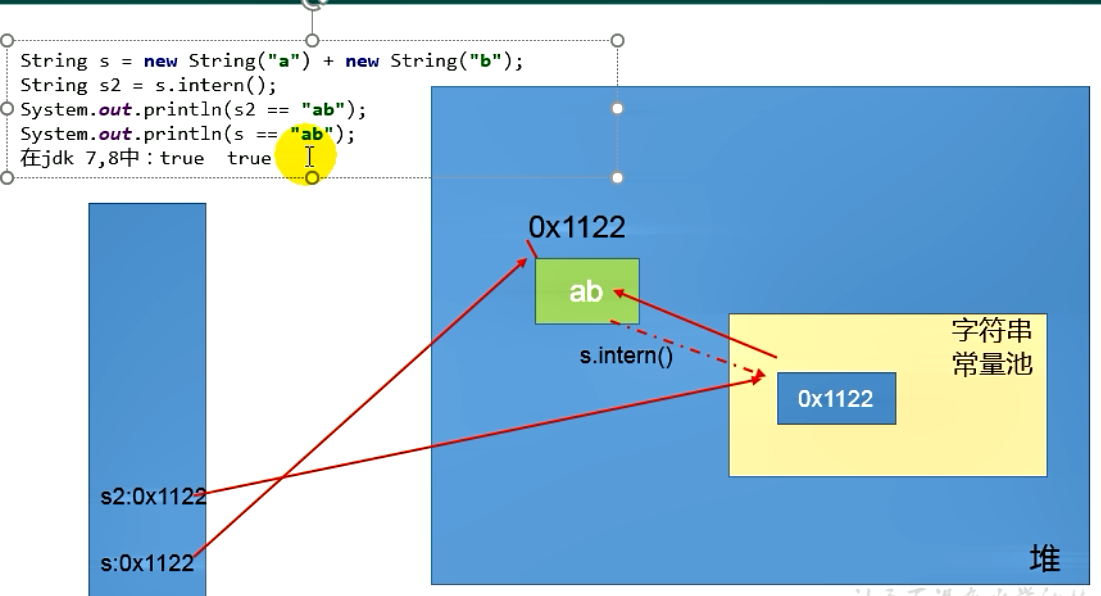 String s = new String("a") + new String("b");
String s2 = s.intern();
System.out.println(s2 == "ab");
System.out.println(s == "ab");
在jdk 7,8中：true  true
0x1122
ab
字符串
常量池
s.intern()
0x1122
s2:0x1122
s:0x1122
堆